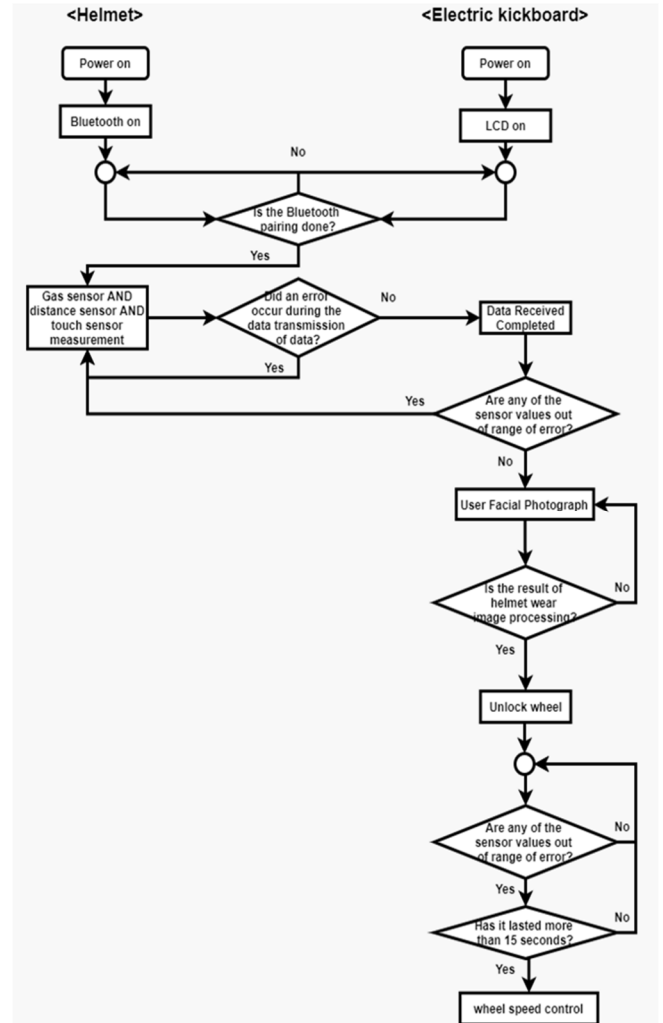 <Helmet>
<Electric kickboard>
Power on
Power on
Bluetooth on
LCD on
No
Is the Bluetooth
pairing done?
Yes
Gas sensor AND
distance sensor AND
touch sensor
measurement
Did an error
occur during the
data transmission
of data?
No
Data Received
Completed
Yes
Yes
Are any of the
sensor values out
of range of error?
No
User Facial Photograph
Is the result of
helmet wear
image processing?
No
Yes
Unlock wheel
Are any of the
sensor values out
of range of error?
No
Yes
Has it lasted more
than 15 seconds?
No
Yes
wheel speed control